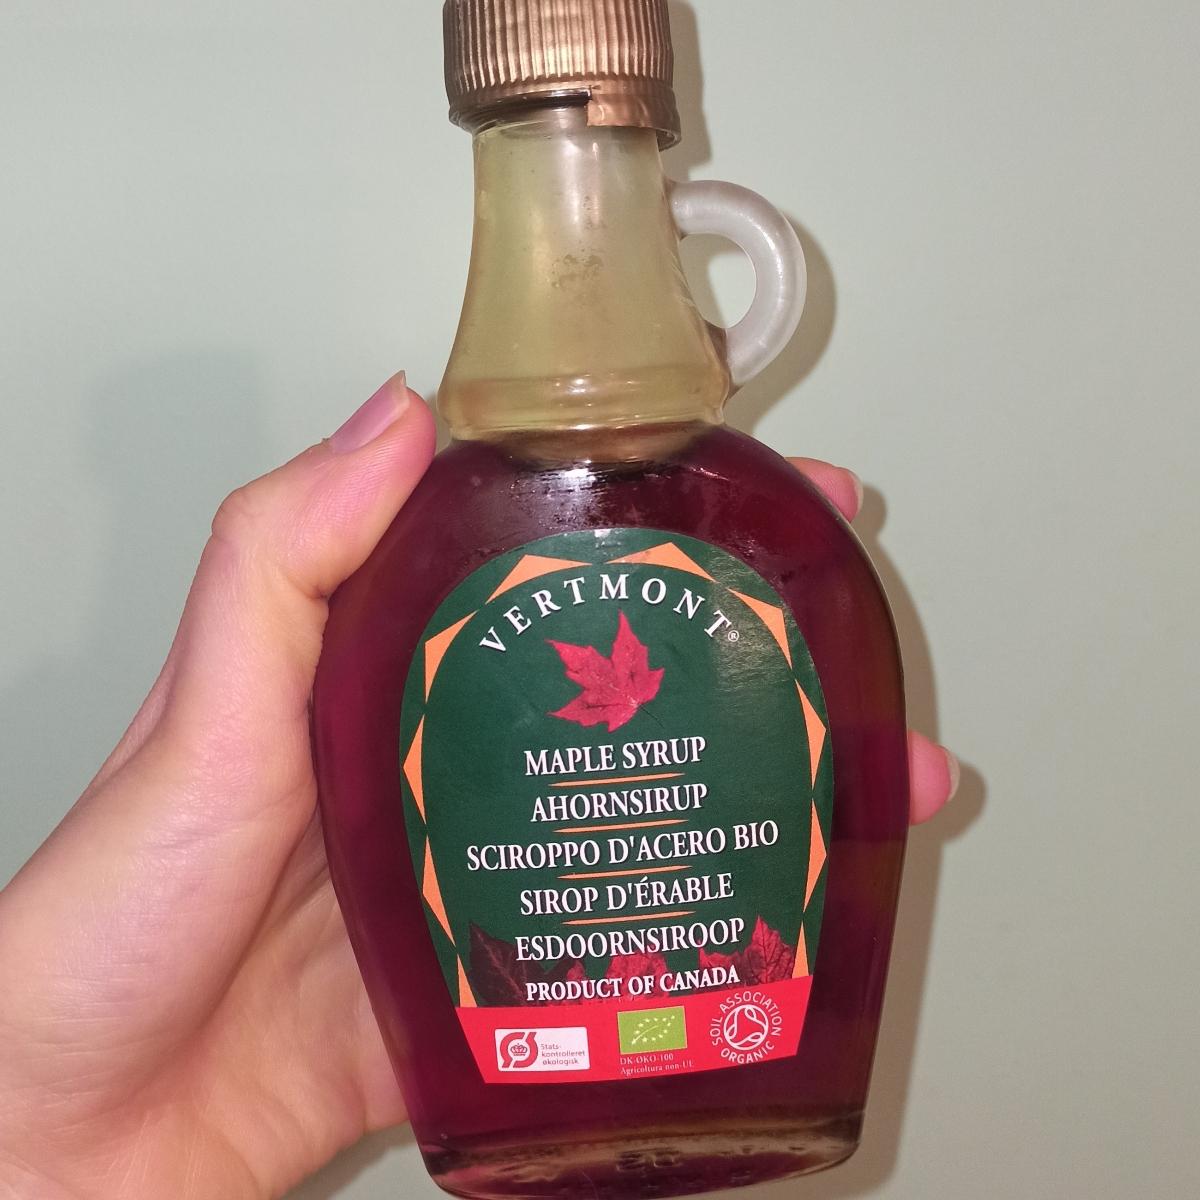 VERTMONT®
MAPLE SYRUP
AHORNSIRUP
SCIROPPO D'ACERO BIO
SIROP D'ÉRABLE
ESDOORNSIROOP
PRODUCT OF CANADA
Ø
Stats-
kontrolleret
økologisk
DK-ØKO-100
Agricoltura non-UE
SOIL ASSOCIATION
ORGANIC